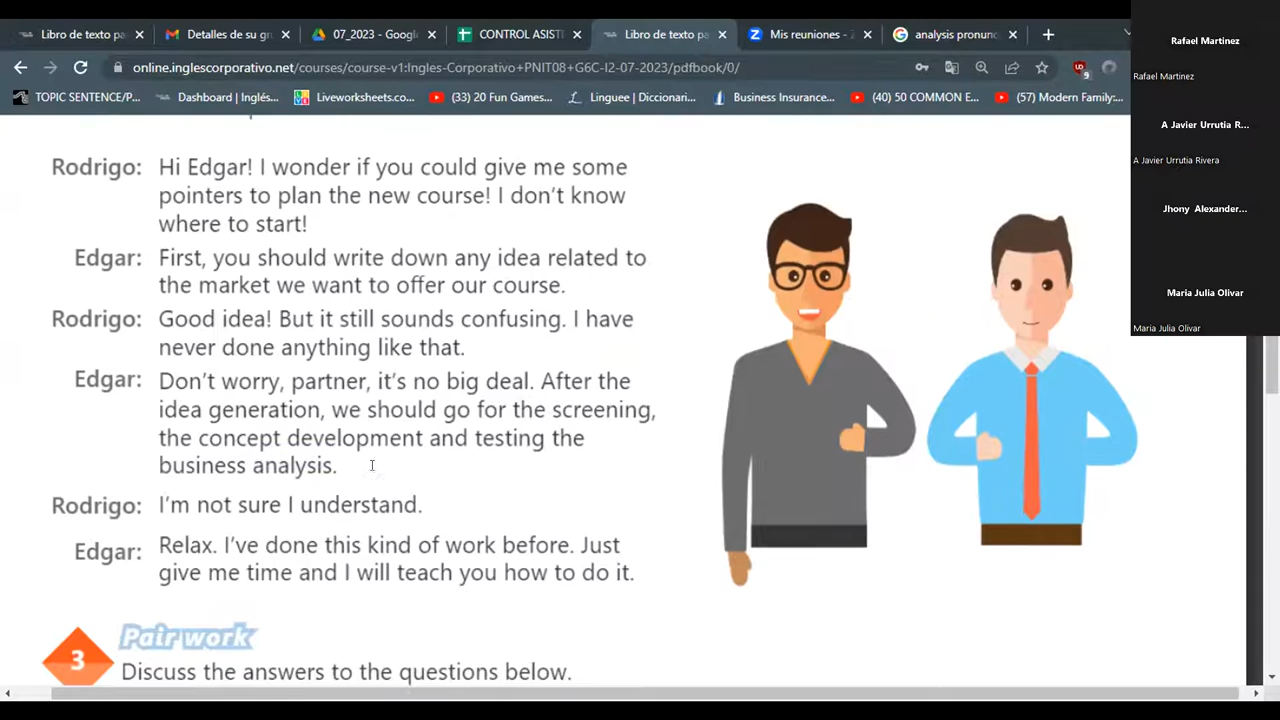 Libro de texto pa
Detalles de su gr
07_2023 - Google
CONTROL ASIST
Libro de texto pa
Mis reuniones - Z
analysis pronunc
online.inglescorporativo.net/courses/course-v1:Ingles-Corporativo+PNIT08+G6C-I2-07-2023/pdfbook/0/
9
TOPIC SENTENCE/P...
Dashboard | Inglés...
Liveworksheets.co...
(33) 20 Fun Games...
Linguee | Diccionari...
Business Insurance...
(40) 50 COMMON E...
(57) Modern Family:...
Rafael Martinez
Rafael Martinez
A Javier Urrutia R...
A Javier Urrutia Rivera
Jhony Alexander...
Maria Julia Olivar
Maria Julia Olivar
Rodrigo: Hi Edgar! I wonder if you could give me some
pointers to plan the new course! I don't know
where to start!
Edgar: First, you should write down any idea related to
the market we want to offer our course.
Rodrigo: Good idea! But it still sounds confusing. I have
never done anything like that.
Edgar: Don't worry, partner, it's no big deal. After the
idea generation, we should go for the screening,
the concept development and testing the
business analysis.
Rodrigo: I'm not sure I understand.
Edgar: Relax. I've done this kind of work before. Just
give me time and I will teach you how to do it.
Pair work
3
Discuss the answers to the questions below.